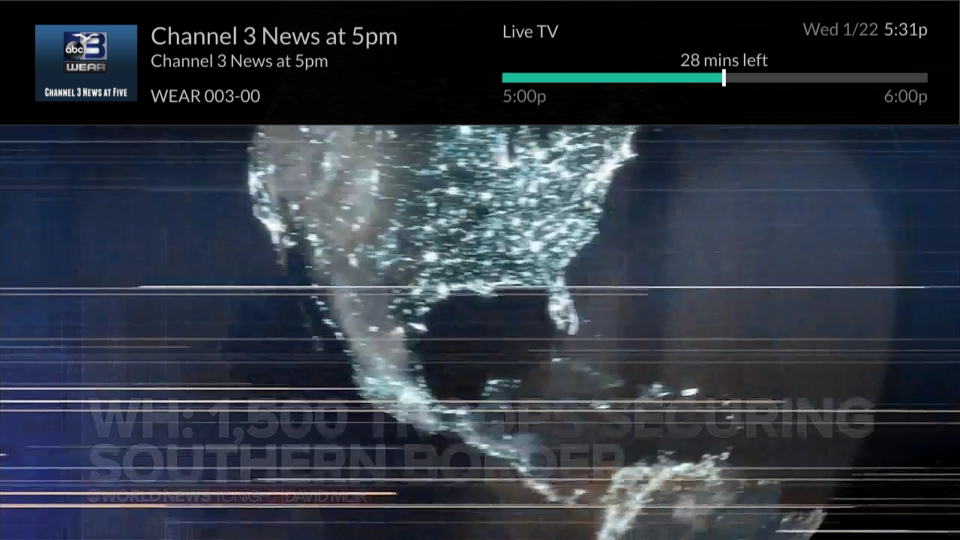 abc 3
WEAR
CHANNEL 3 NEWS AT FIVE
Channel 3 News at 5pm
Channel 3 News at 5pm
WEAR 003-00
Live TV
Wed 1/22 5:31p
28 mins left
5:00p
6:00p
WH: 1,500 TROOPS SECURING
SOUTHERN BORDER
WORLD NEWS TONIGHT DAVID MUIR